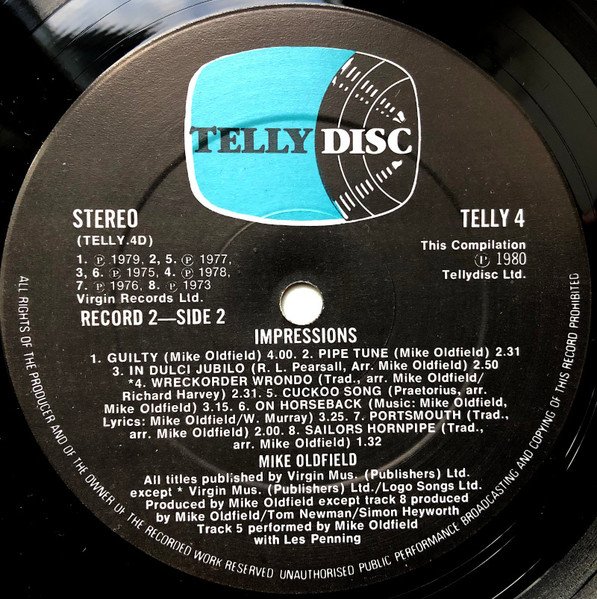 TELLY DISC
STEREO
TELLY 4
(TELLY.4D)
1. Ⓟ 1979, 2, 5. Ⓟ 1977,
3, 6. Ⓟ 1975, 4. Ⓟ 1978,
7. Ⓟ 1976, 8. Ⓟ 1973
Virgin Records Ltd.
This Compilation
Ⓟ 1980
Tellydisc Ltd.
RECORD 2—SIDE 2
IMPRESSIONS
1. GUILTY (Mike Oldfield) 4.00. 2. PIPE TUNE (Mike Oldfield) 2.31
3. IN DULCI JUBILO (R. L. Pearsall, Arr. Mike Oldfield) 2.50
*4. WRECKORDER WRONDO (Trad., arr. Mike Oldfield/
Richard Harvey) 2.31. 5. CUCKOO SONG (Praetorius, arr.
Mike Oldfield) 3.15. 6. ON HORSEBACK (Music: Mike Oldfield,
Lyrics: Mike Oldfield/W. Murray) 3.25. 7. PORTSMOUTH (Trad.,
arr. Mike Oldfield) 2.00. 8. SAILORS HORNPIPE (Trad.,
arr. Mike Oldfield) 1.32
MIKE OLDFIELD
All titles published by Virgin Mus. (Publishers) Ltd.
except * Virgin Mus. (Publishers) Ltd./Logo Songs Ltd.
Produced by Mike Oldfield except track 8 produced
by Mike Oldfield/Tom Newman/Simon Heyworth
Track 5 performed by Mike Oldfield
with Les Penning
ALL RIGHTS OF THE PRODUCER AND OF THE OWNER OF THE RECORDED WORK RESERVED UNAUTHORISED PUBLIC PERFORMANCE BROADCASTING AND COPYING OF THIS RECORD PROHIBITED